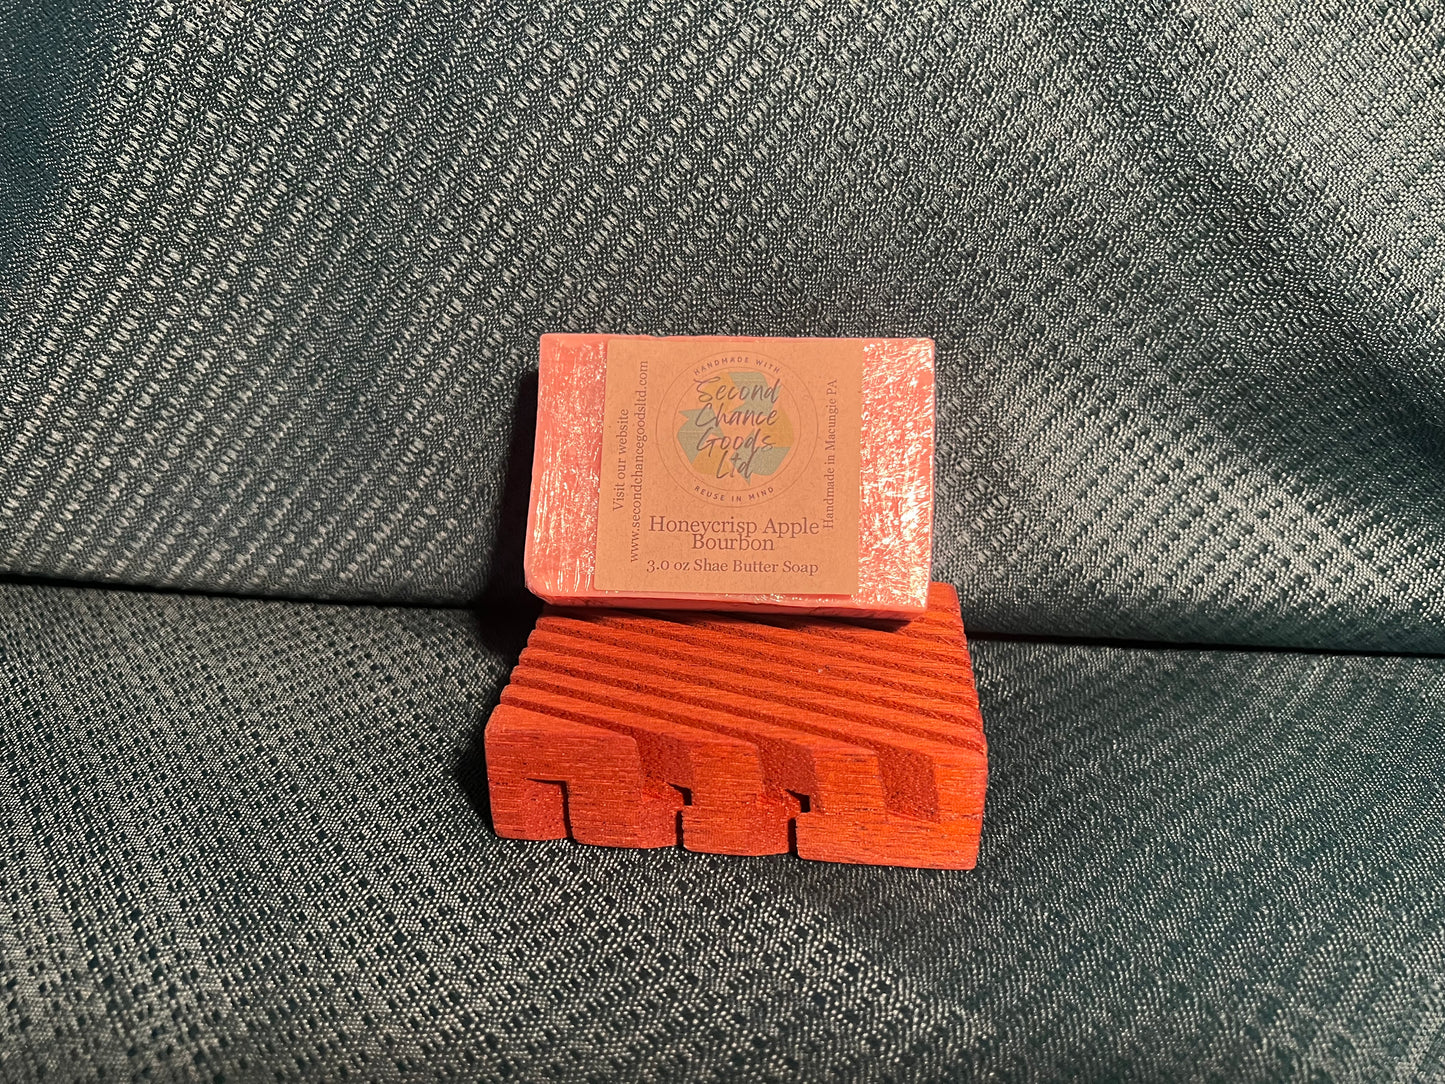 HANDMADE WITH
Second
Chance
Goods
Ltd
REUSE IN MIND
Visit our website
www.secondchancegoodsltd.com
Handmade in Macungie PA
Honeycrisp Apple
Bourbon
3.0 oz Shae Butter Soap